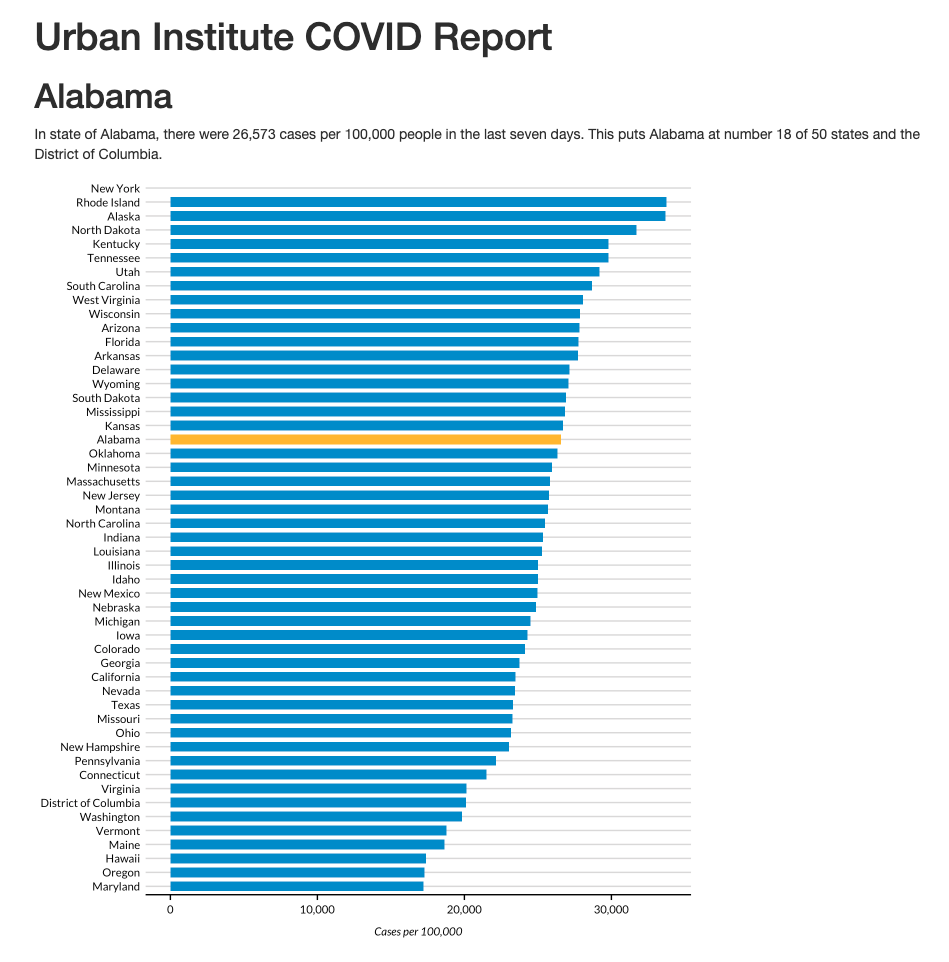 Urban Institute COVID Report
Alabama
In state of Alabama, there were 26,573 cases per 100,000 people in the last seven days. This puts Alabama at number 18 of 50 states and the
District of Columbia.
New York
Rhode Island
Alaska
North Dakota
Kentucky
Tennessee
Utah
South Carolina
West Virginia
Wisconsin
Arizona
Florida
Arkansas
Delaware
Wyoming
South Dakota
Mississippi
Kansas
Alabama
Oklahoma
Minnesota
Massachusetts
New Jersey
Montana
North Carolina
Indiana
Louisiana
Illinois
Idaho
New Mexico
Nebraska
Michigan
Iowa
Colorado
Georgia
California
Nevada
Texas
Missouri
Ohio
New Hampshire
Pennsylvania
Connecticut
Virginia
District of Columbia
Washington
Vermont
Maine
Hawaii
Oregon
Maryland
0 10,000 20,000 30,000
Cases per 100,000